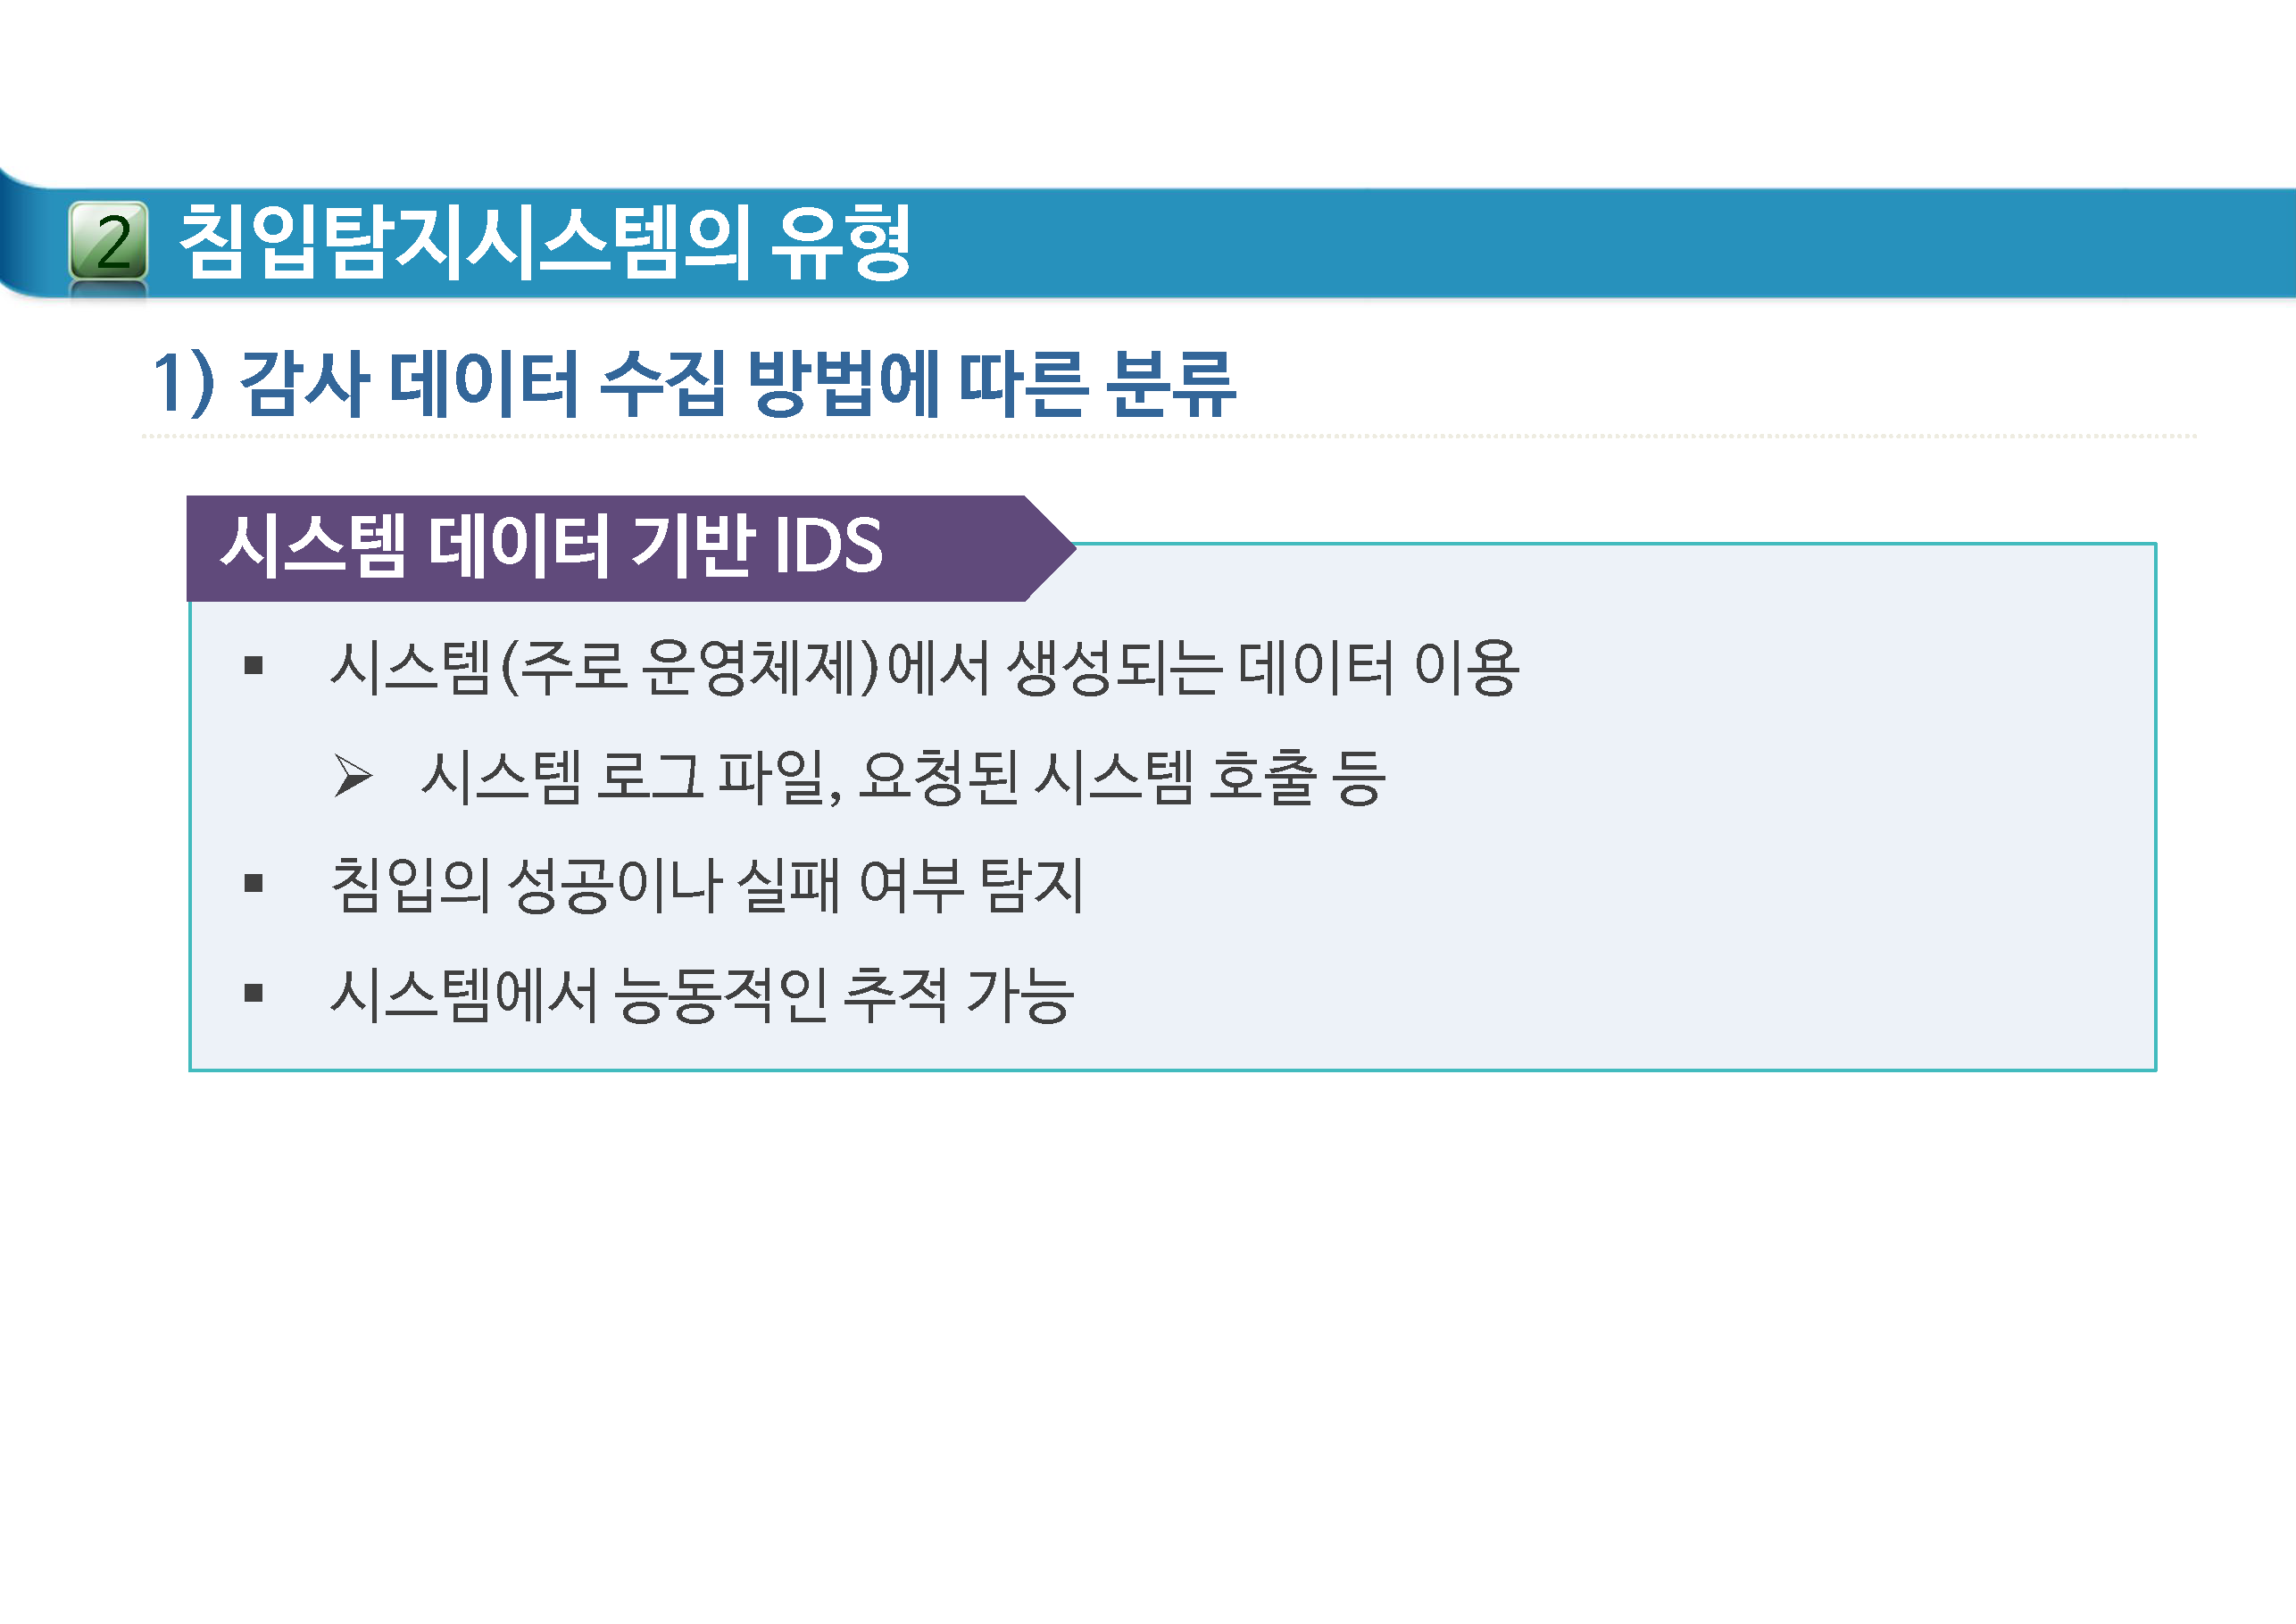 2 침입탐지시스템의 유형
1) 감사 데이터 수집 방법에 따른 분류
시스템 데이터 기반 IDS
▪ 시스템(주로 운영체제)에서 생성되는 데이터 이용
➢ 시스템 로그 파일, 요청된 시스템 호출 등
▪ 침입의 성공이나 실패 여부 탐지
▪ 시스템에서 능동적인 추적 가능